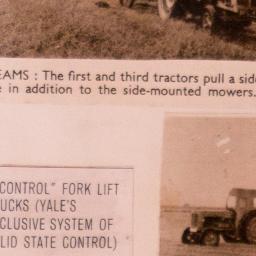 EAMS : The first and third tractors pull a side
e in addition to the side-mounted mowers.
CONTROL" FORK LIFT
UCKS (YALE'S
CLUSIVE SYSTEM OF
LID STATE CONTROL)